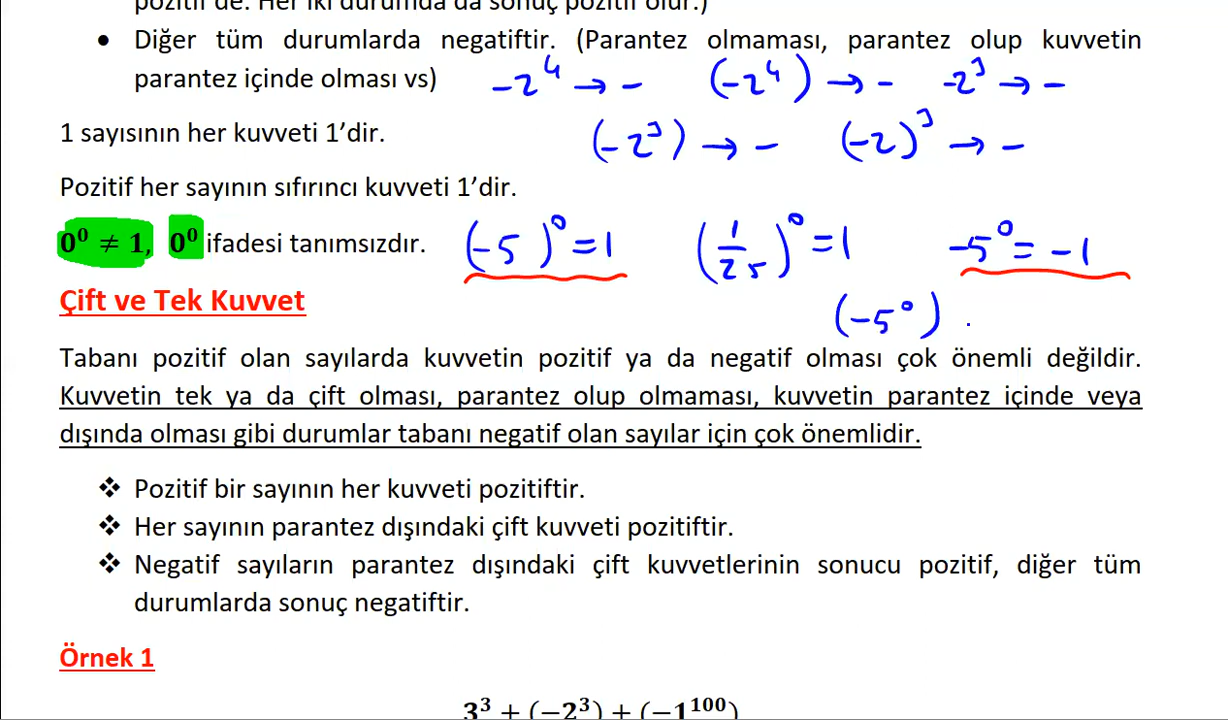 pozitif de. Her iki durumda da sonuç pozitif olur.)
• Diğer tüm durumlarda negatiftir. (Parantez olmaması, parantez olup kuvvetin
parantez içinde olması vs) -2⁴ → - (-2⁴) → - -2³ → -
1 sayısının her kuvveti 1’dir. (-2³) → - (-2)³ → -
Pozitif her sayının sıfırıncı kuvveti 1’dir.
0⁰ ≠ 1, 0⁰ ifadesi tanımsızdır. (-5)⁰ = 1 (1/25)⁰ = 1 -5⁰ = -1
Çift ve Tek Kuvvet (-5⁰)
Tabanı pozitif olan sayılarda kuvvetin pozitif ya da negatif olması çok önemli değildir.
Kuvvetin tek ya da çift olması, parantez olup olmaması, kuvvetin parantez içinde veya
dışında olması gibi durumlar tabanı negatif olan sayılar için çok önemlidir.
❖ Pozitif bir sayının her kuvveti pozitiftir.
❖ Her sayının parantez dışındaki çift kuvveti pozitiftir.
❖ Negatif sayıların parantez dışındaki çift kuvvetlerinin sonucu pozitif, diğer tüm
durumlarda sonuç negatiftir.
Örnek 1
3³ + (−2³) + (−1¹⁰⁰)